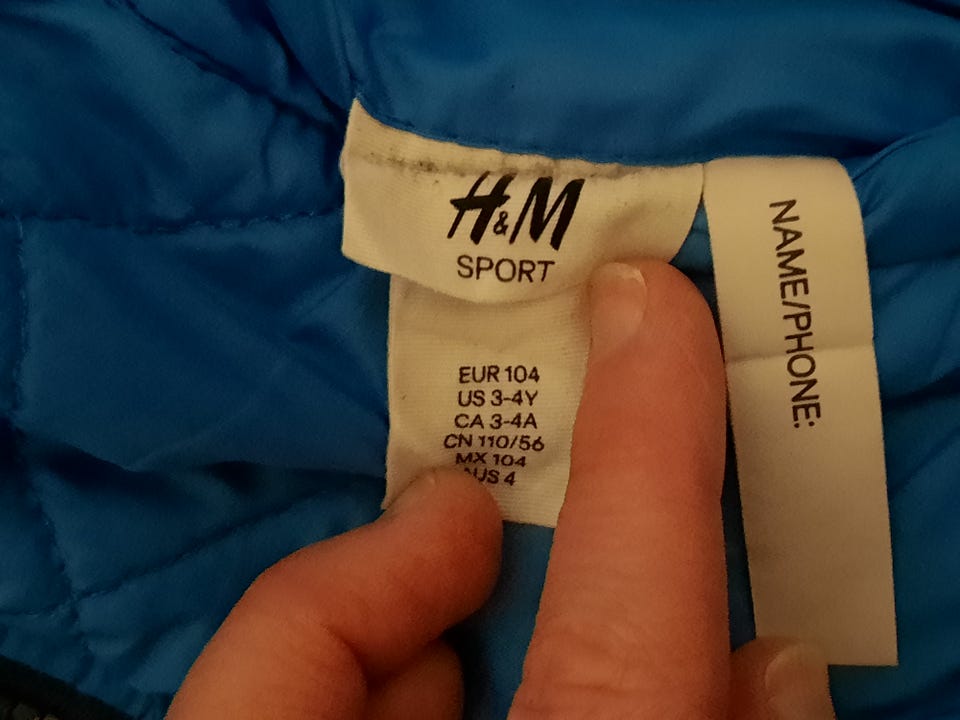 H&M
SPORT
EUR 104
US 3-4Y
CA 3-4A
CN 110/56
MX 104
AUS 4
NAME/PHONE: